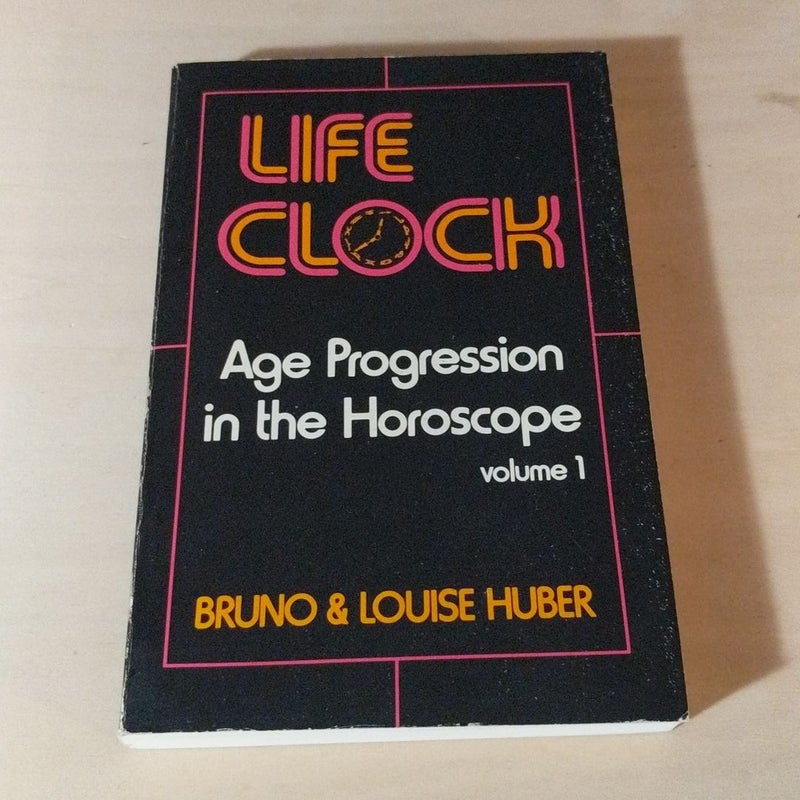 LIFE
CLOCK
Age Progression
in the Horoscope
volume 1
BRUNO & LOUISE HUBER